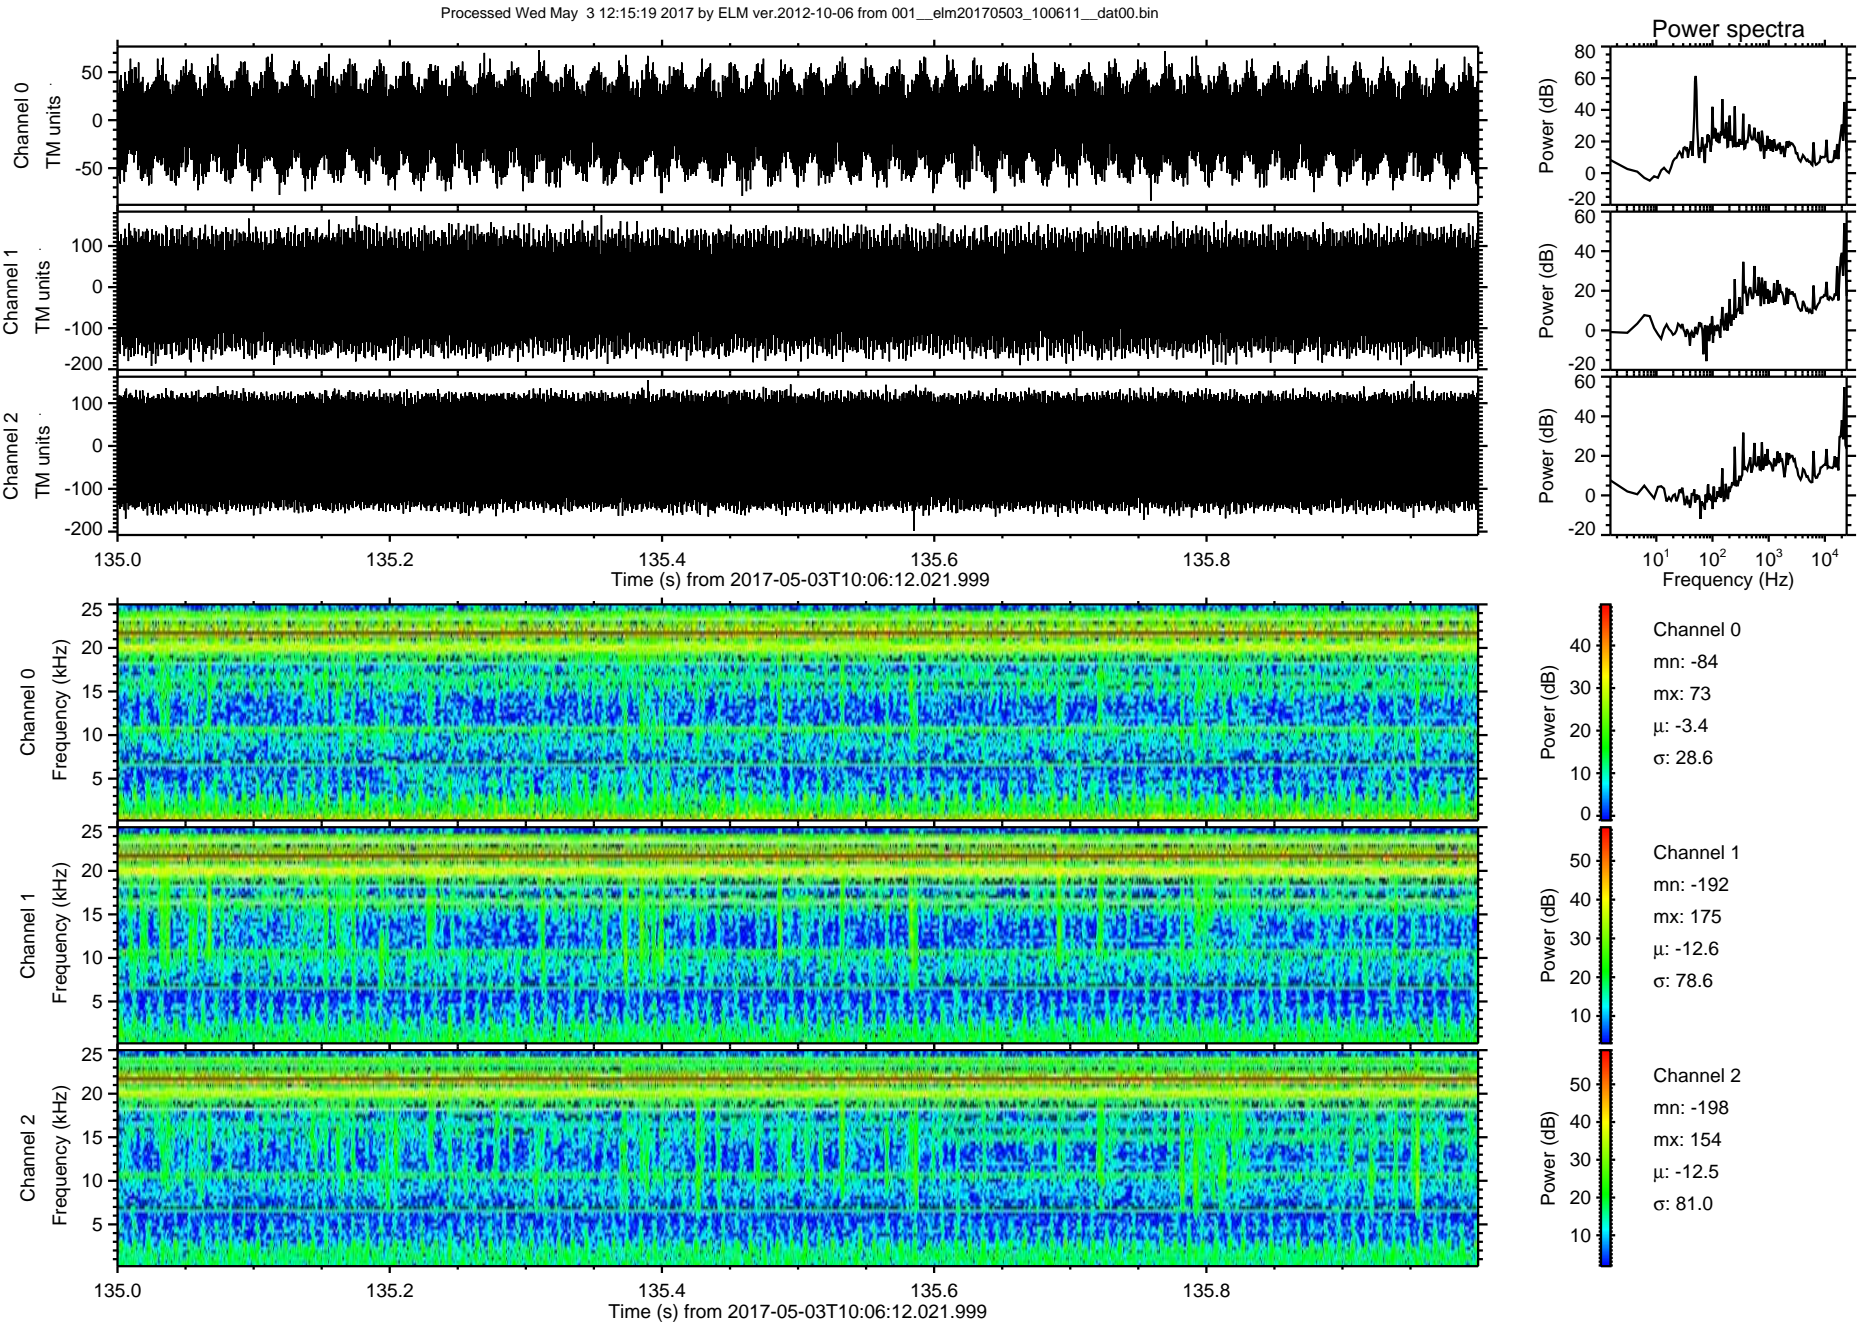 Processed Wed May  3 12:15:19 2017 by ELM ver.2012-10-06 from 001__elm20170503_100611__dat00.bin
Power spectra
Channel 0
TM units
50
0
-50
Power (dB)
80
60
40
20
0
-20
Channel 1
TM units
100
0
-100
-200
Power (dB)
60
40
20
0
-20
Channel 2
TM units
100
0
-100
-200
Power (dB)
60
40
20
0
-20
135.0 135.2 135.4 135.6 135.8
Time (s) from 2017-05-03T10:06:12.021.999
10¹ 10² 10³ 10⁴
Frequency (Hz)
Channel 0
Frequency (kHz)
25
20
15
10
5
Power (dB)
40
30
20
10
0
Channel 0
mn: -84
mx: 73
µ: -3.4
σ: 28.6
Channel 1
Frequency (kHz)
25
20
15
10
5
Power (dB)
50
40
30
20
10
Channel 1
mn: -192
mx: 175
µ: -12.6
σ: 78.6
Channel 2
Frequency (kHz)
25
20
15
10
5
Power (dB)
50
40
30
20
10
Channel 2
mn: -198
mx: 154
µ: -12.5
σ: 81.0
135.0 135.2 135.4 135.6 135.8
Time (s) from 2017-05-03T10:06:12.021.999